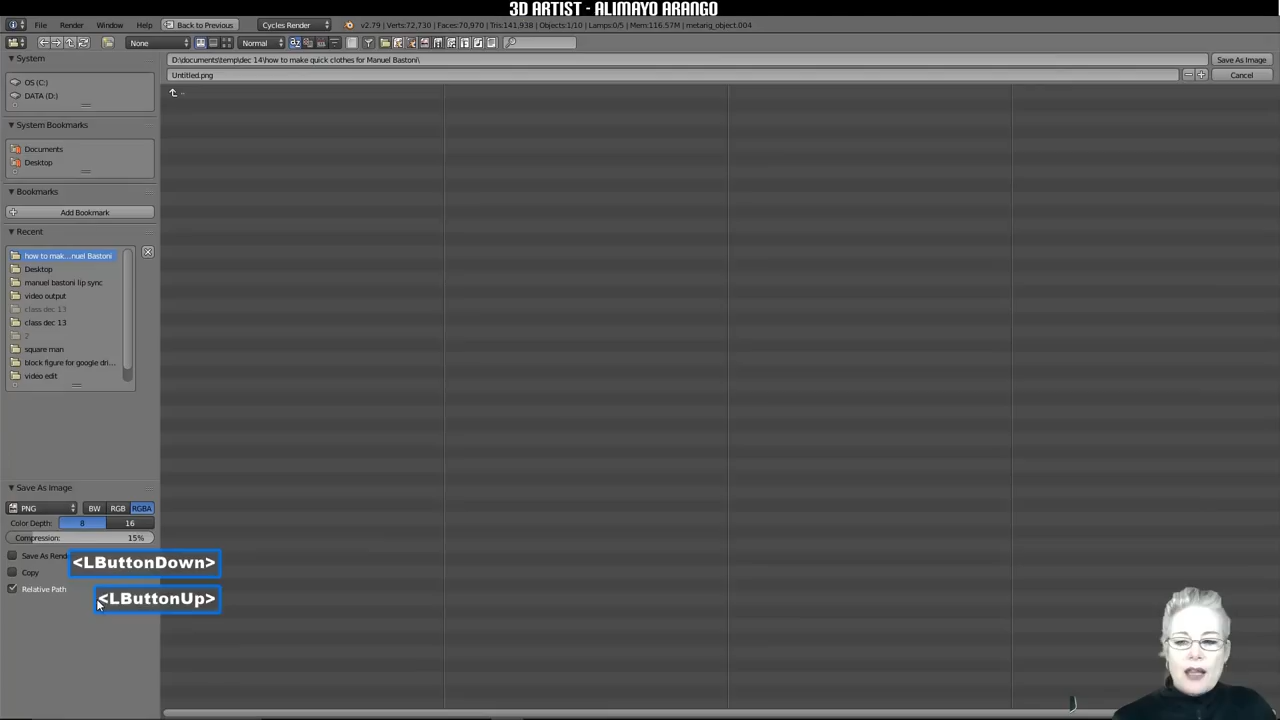 3D ARTIST - ALIMAYO ARANGO
File Render Window Help Back to Previous Cycles Render v2.79 | Verts:72,730 | Faces:70,970 | Tris:141,938 | Objects:1/10 | Lamps:0/5 | Mem:116.57M | metarig_object.004
None Normal
System
D:\documents\temp\dec 14\how to make quick clothes for Manuel Bastoni\ Save As Image
Untitled.png Cancel
OS (C:)
..
DATA (D:)
System Bookmarks
Documents
Desktop
Bookmarks
Add Bookmark
Recent
how to mak...nuel Bastoni
Desktop
manuel bastoni lip sync
video output
class dec 13
class dec 13
2
square man
block figure for google dri...
video edit
Save As Image
PNG BW RGB RGBA
Color Depth: 8 16
Compression: 15%
Save As Rend
<LButtonDown>
Copy
Relative Path
<LButtonUp>